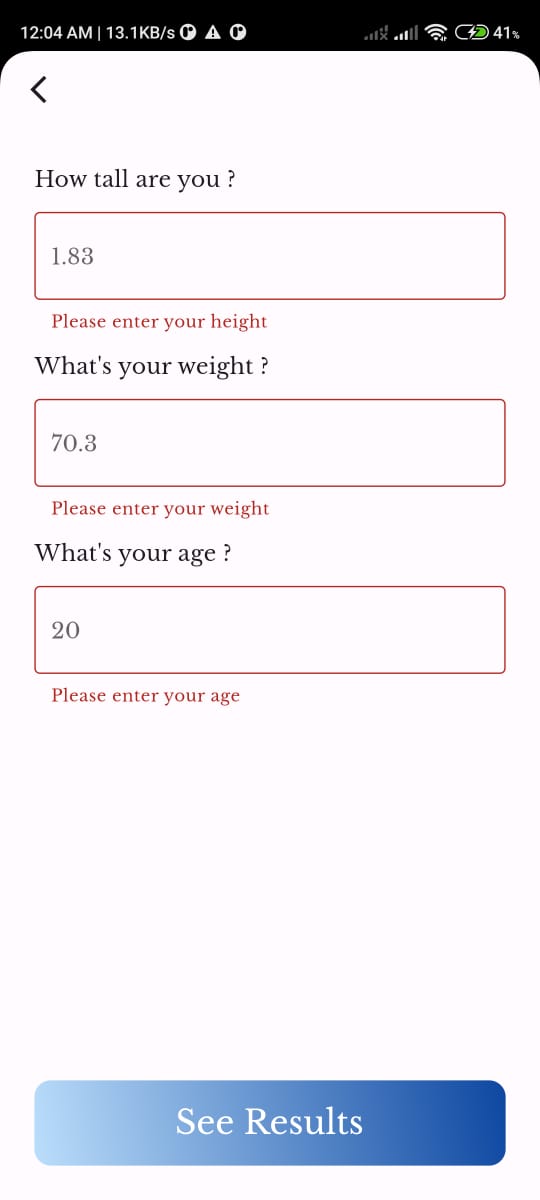 12:04 AM | 13.1KB/s 41%
How tall are you ?
1.83
Please enter your height
What's your weight ?
70.3
Please enter your weight
What's your age ?
20
Please enter your age
See Results